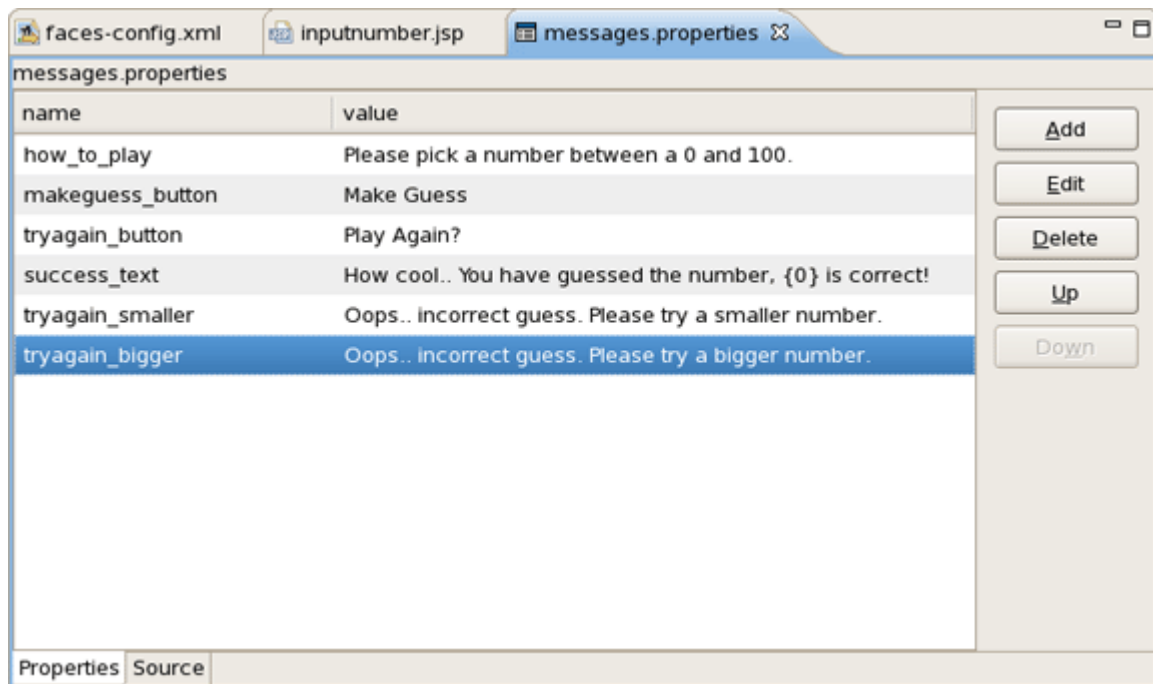 faces-config.xml inputnumber.jsp messages.properties
messages.properties
name value
how_to_play Please pick a number between a 0 and 100.
makeguess_button Make Guess
tryagain_button Play Again?
success_text How cool.. You have guessed the number, {0} is correct!
tryagain_smaller Oops.. incorrect guess. Please try a smaller number.
tryagain_bigger Oops.. incorrect guess. Please try a bigger number.
Add
Edit
Delete
Up
Down
Properties Source